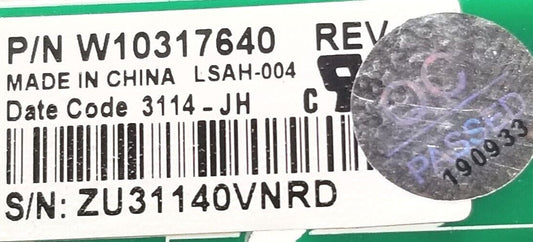 P/N W10317640 REV
MADE IN CHINA LSAH-004
Date Code 3114-JH C
S/N: ZU31140VNRD
QC
PASSED
190933